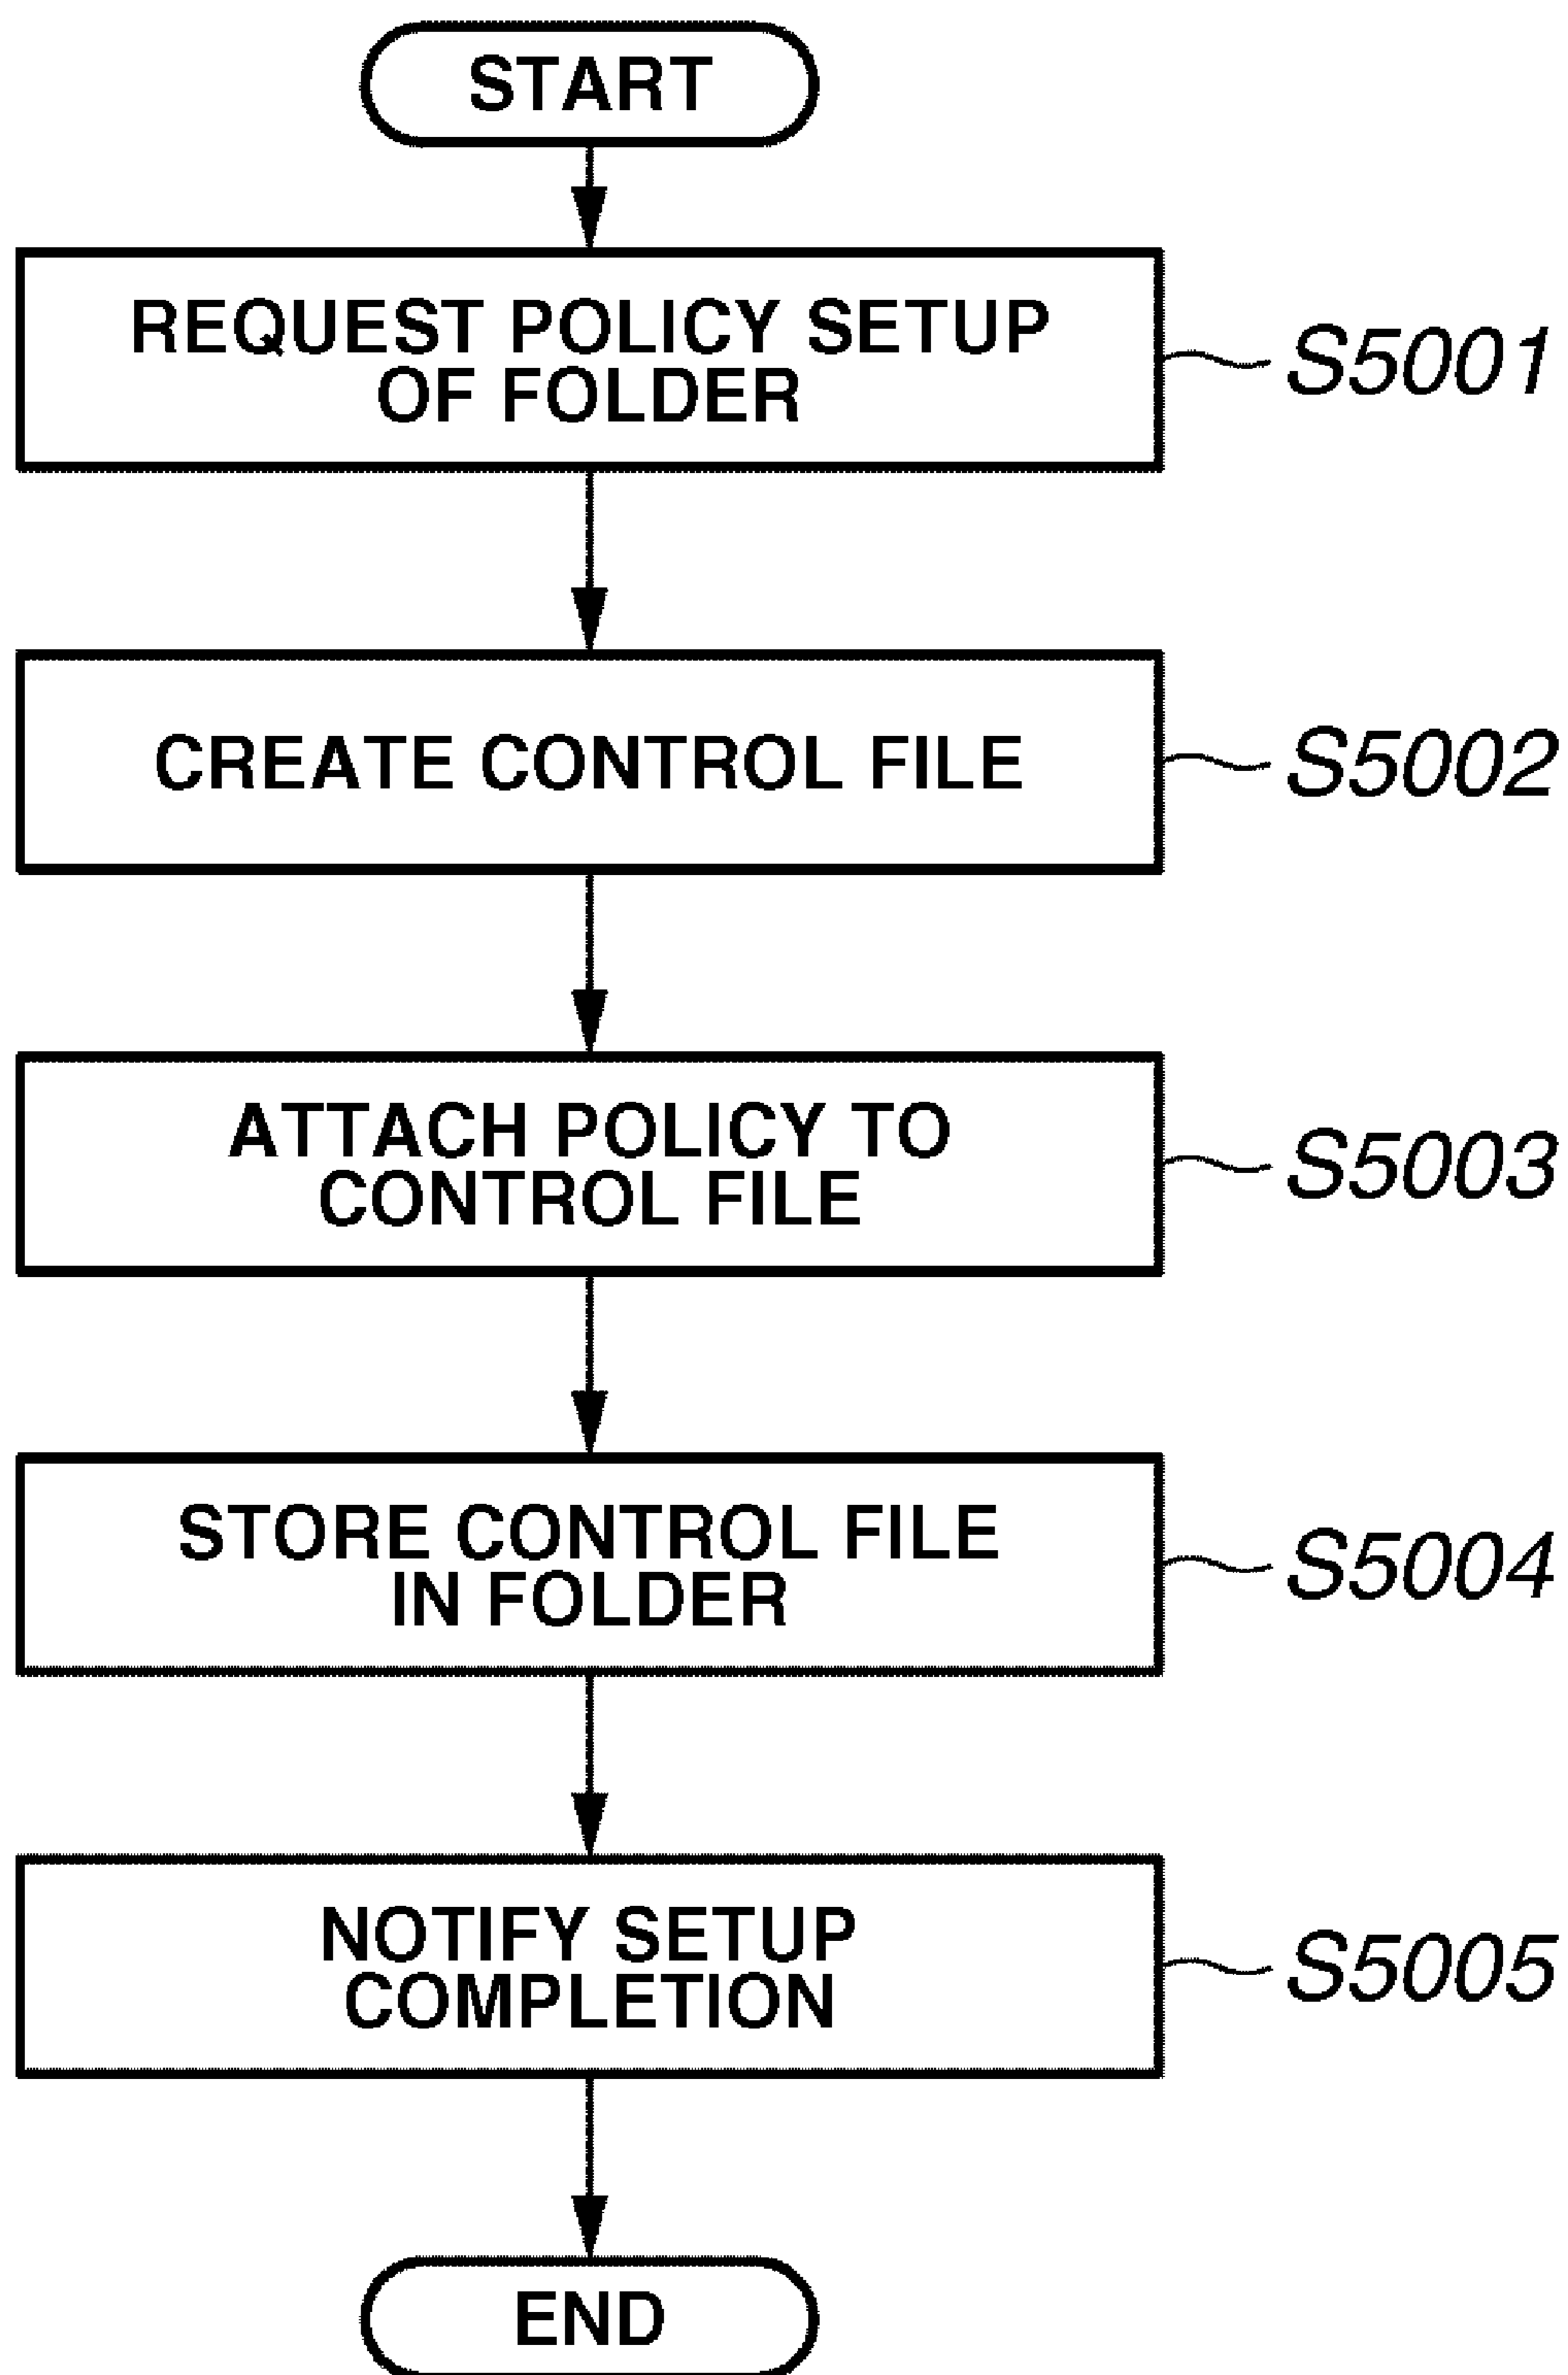 START
REQUEST POLICY SETUP
OF FOLDER
S5001
CREATE CONTROL FILE
S5002
ATTACH POLICY TO
CONTROL FILE
S5003
STORE CONTROL FILE
IN FOLDER
S5004
NOTIFY SETUP
COMPLETION
S5005
END